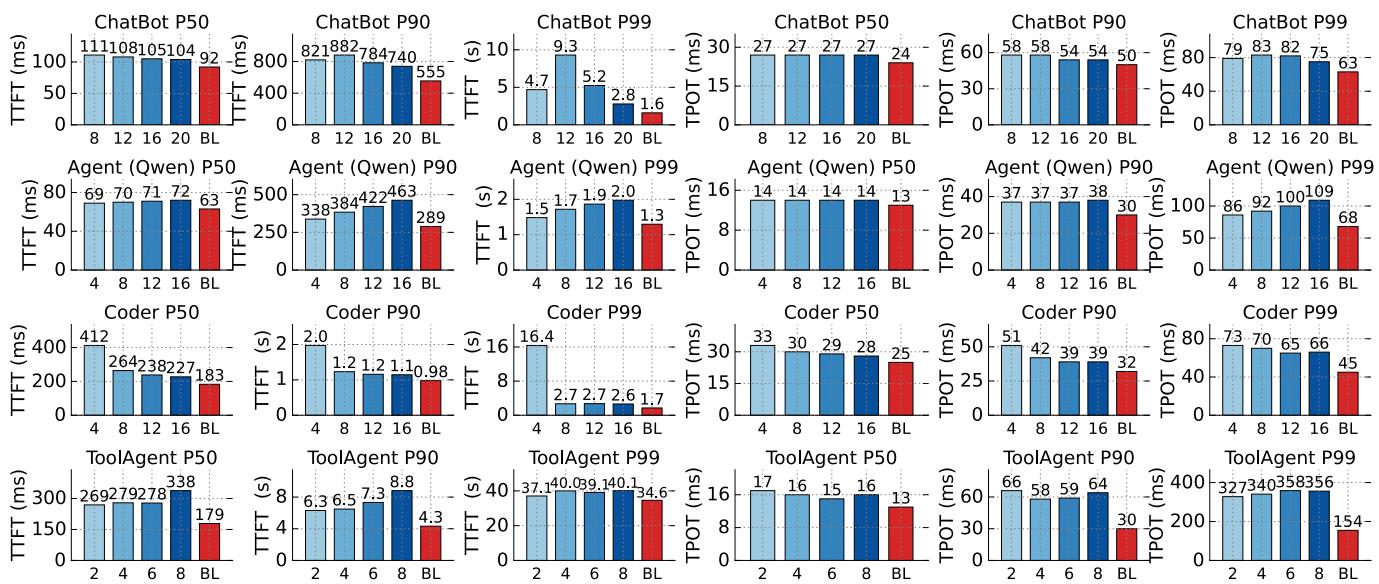 ChatBot P50
TTFT (ms)
100
50
0
111 108 105 104 92
8 12 16 20 BL
ChatBot P90
TTFT (ms)
800
400
0
821 882 784 740 555
8 12 16 20 BL
ChatBot P99
TTFT (s)
10
5
0
4.7 9.3 5.2 2.8 1.6
8 12 16 20 BL
ChatBot P50
TPOT (ms)
30
15
0
27 27 27 27 24
8 12 16 20 BL
ChatBot P90
TPOT (ms)
60
30
0
58 58 54 54 50
8 12 16 20 BL
ChatBot P99
TPOT (ms)
80
40
0
79 83 82 75 63
8 12 16 20 BL
Agent (Qwen) P50
TTFT (ms)
80
40
0
69 70 71 72 63
4 8 12 16 BL
Agent (Qwen) P90
TTFT (ms)
500
250
0
338 384 422 463 289
4 8 12 16 BL
Agent (Qwen) P99
TTFT (s)
2
1
0
1.5 1.7 1.9 2.0 1.3
4 8 12 16 BL
Agent (Qwen) P50
TPOT (ms)
16
8
0
14 14 14 14 13
4 8 12 16 BL
Agent (Qwen) P90
TPOT (ms)
40
20
0
37 37 37 38 30
4 8 12 16 BL
Agent (Qwen) P99
TPOT (ms)
100
50
0
86 92 100 109 68
4 8 12 16 BL
Coder P50
TTFT (ms)
400
200
0
412 264 238 227 183
4 8 12 16 BL
Coder P90
TTFT (s)
2
1
0
2.0 1.2 1.2 1.1 0.98
4 8 12 16 BL
Coder P99
TTFT (s)
16
8
0
16.4 2.7 2.7 2.6 1.7
4 8 12 16 BL
Coder P50
TPOT (ms)
30
15
0
33 30 29 28 25
4 8 12 16 BL
Coder P90
TPOT (ms)
50
25
0
51 42 39 39 32
4 8 12 16 BL
Coder P99
TPOT (ms)
80
40
0
73 70 65 66 45
4 8 12 16 BL
ToolAgent P50
TTFT (ms)
300
150
0
269 279 278 338 179
2 4 6 8 BL
ToolAgent P90
TTFT (s)
8
4
0
6.3 6.5 7.3 8.8 4.3
2 4 6 8 BL
ToolAgent P99
TTFT (s)
40
20
0
37.1 40.0 39.1 40.1 34.6
2 4 6 8 BL
ToolAgent P50
TPOT (ms)
16
8
0
17 16 15 16 13
2 4 6 8 BL
ToolAgent P90
TPOT (ms)
60
30
0
66 58 59 64 30
2 4 6 8 BL
ToolAgent P99
TPOT (ms)
400
200
0
327 340 358 356 154
2 4 6 8 BL